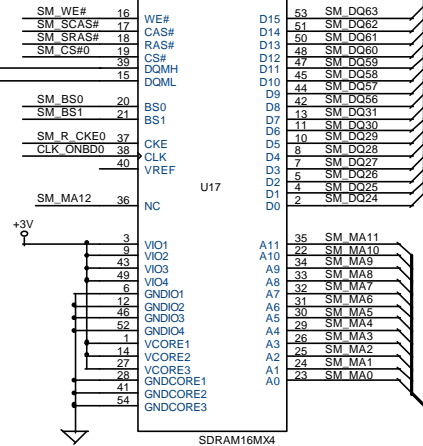 SM_WE# 16 WE# D15 53 SM_DQ63
SM_SCAS# 17 CAS# D14 51 SM_DQ62
SM_SRAS# 18 RAS# D13 50 SM_DQ61
SM_CS#0 19 CS# D12 48 SM_DQ60
39 DQMH D11 47 SM_DQ59
15 DQML D10 45 SM_DQ58
D9 44 SM_DQ57
SM_BS0 20 BS0 D8 42 SM_DQ56
SM_BS1 21 BS1 D7 13 SM_DQ31
D6 11 SM_DQ30
SM_R_CKE0 37 CKE D5 10 SM_DQ29
CLK_ONBD0 38 CLK D4 8 SM_DQ28
40 VREF D3 7 SM_DQ27
D2 5 SM_DQ26
U17 D1 4 SM_DQ25
SM_MA12 36 NC D0 2 SM_DQ24
+3V
3 VIO1 A11 35 SM_MA11
9 VIO2 A10 22 SM_MA10
43 VIO3 A9 34 SM_MA9
49 VIO4 A8 33 SM_MA8
6 GNDIO1 A7 32 SM_MA7
12 GNDIO2 A6 31 SM_MA6
46 GNDIO3 A5 30 SM_MA5
52 GNDIO4 A4 29 SM_MA4
1 VCORE1 A3 26 SM_MA3
14 VCORE2 A2 25 SM_MA2
27 VCORE3 A1 24 SM_MA1
28 GNDCORE1 A0 23 SM_MA0
41 GNDCORE2
54 GNDCORE3
SDRAM16MX4